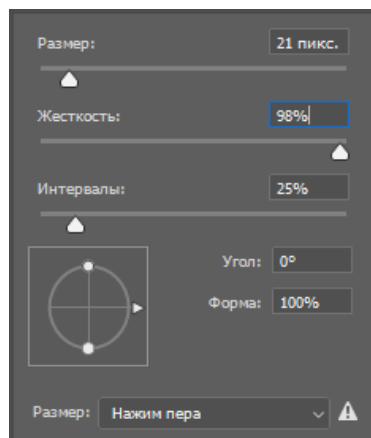 Размер: 21 пикс.
Жесткость: 98%
Интервалы: 25%
Угол: 0°
Форма: 100%
Размер: Нажим пера